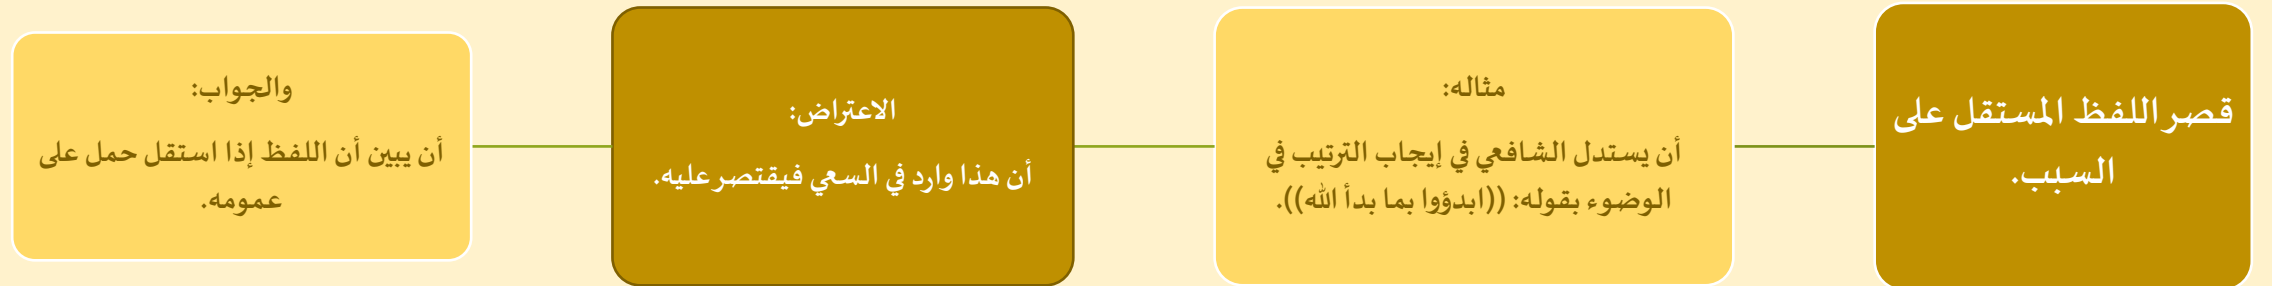 قصر اللفظ المستقل على
السبب.
مثاله:
أن يستدل الشافعي في إيجاب الترتيب في
الوضوء بقوله: ((ابدؤوا بما بدأ الله)).
الاعتراض:
أن هذا وارد في السعي فيقتصر عليه.
والجواب:
أن يبين أن اللفظ إذا استقل حمل على
عمومه.